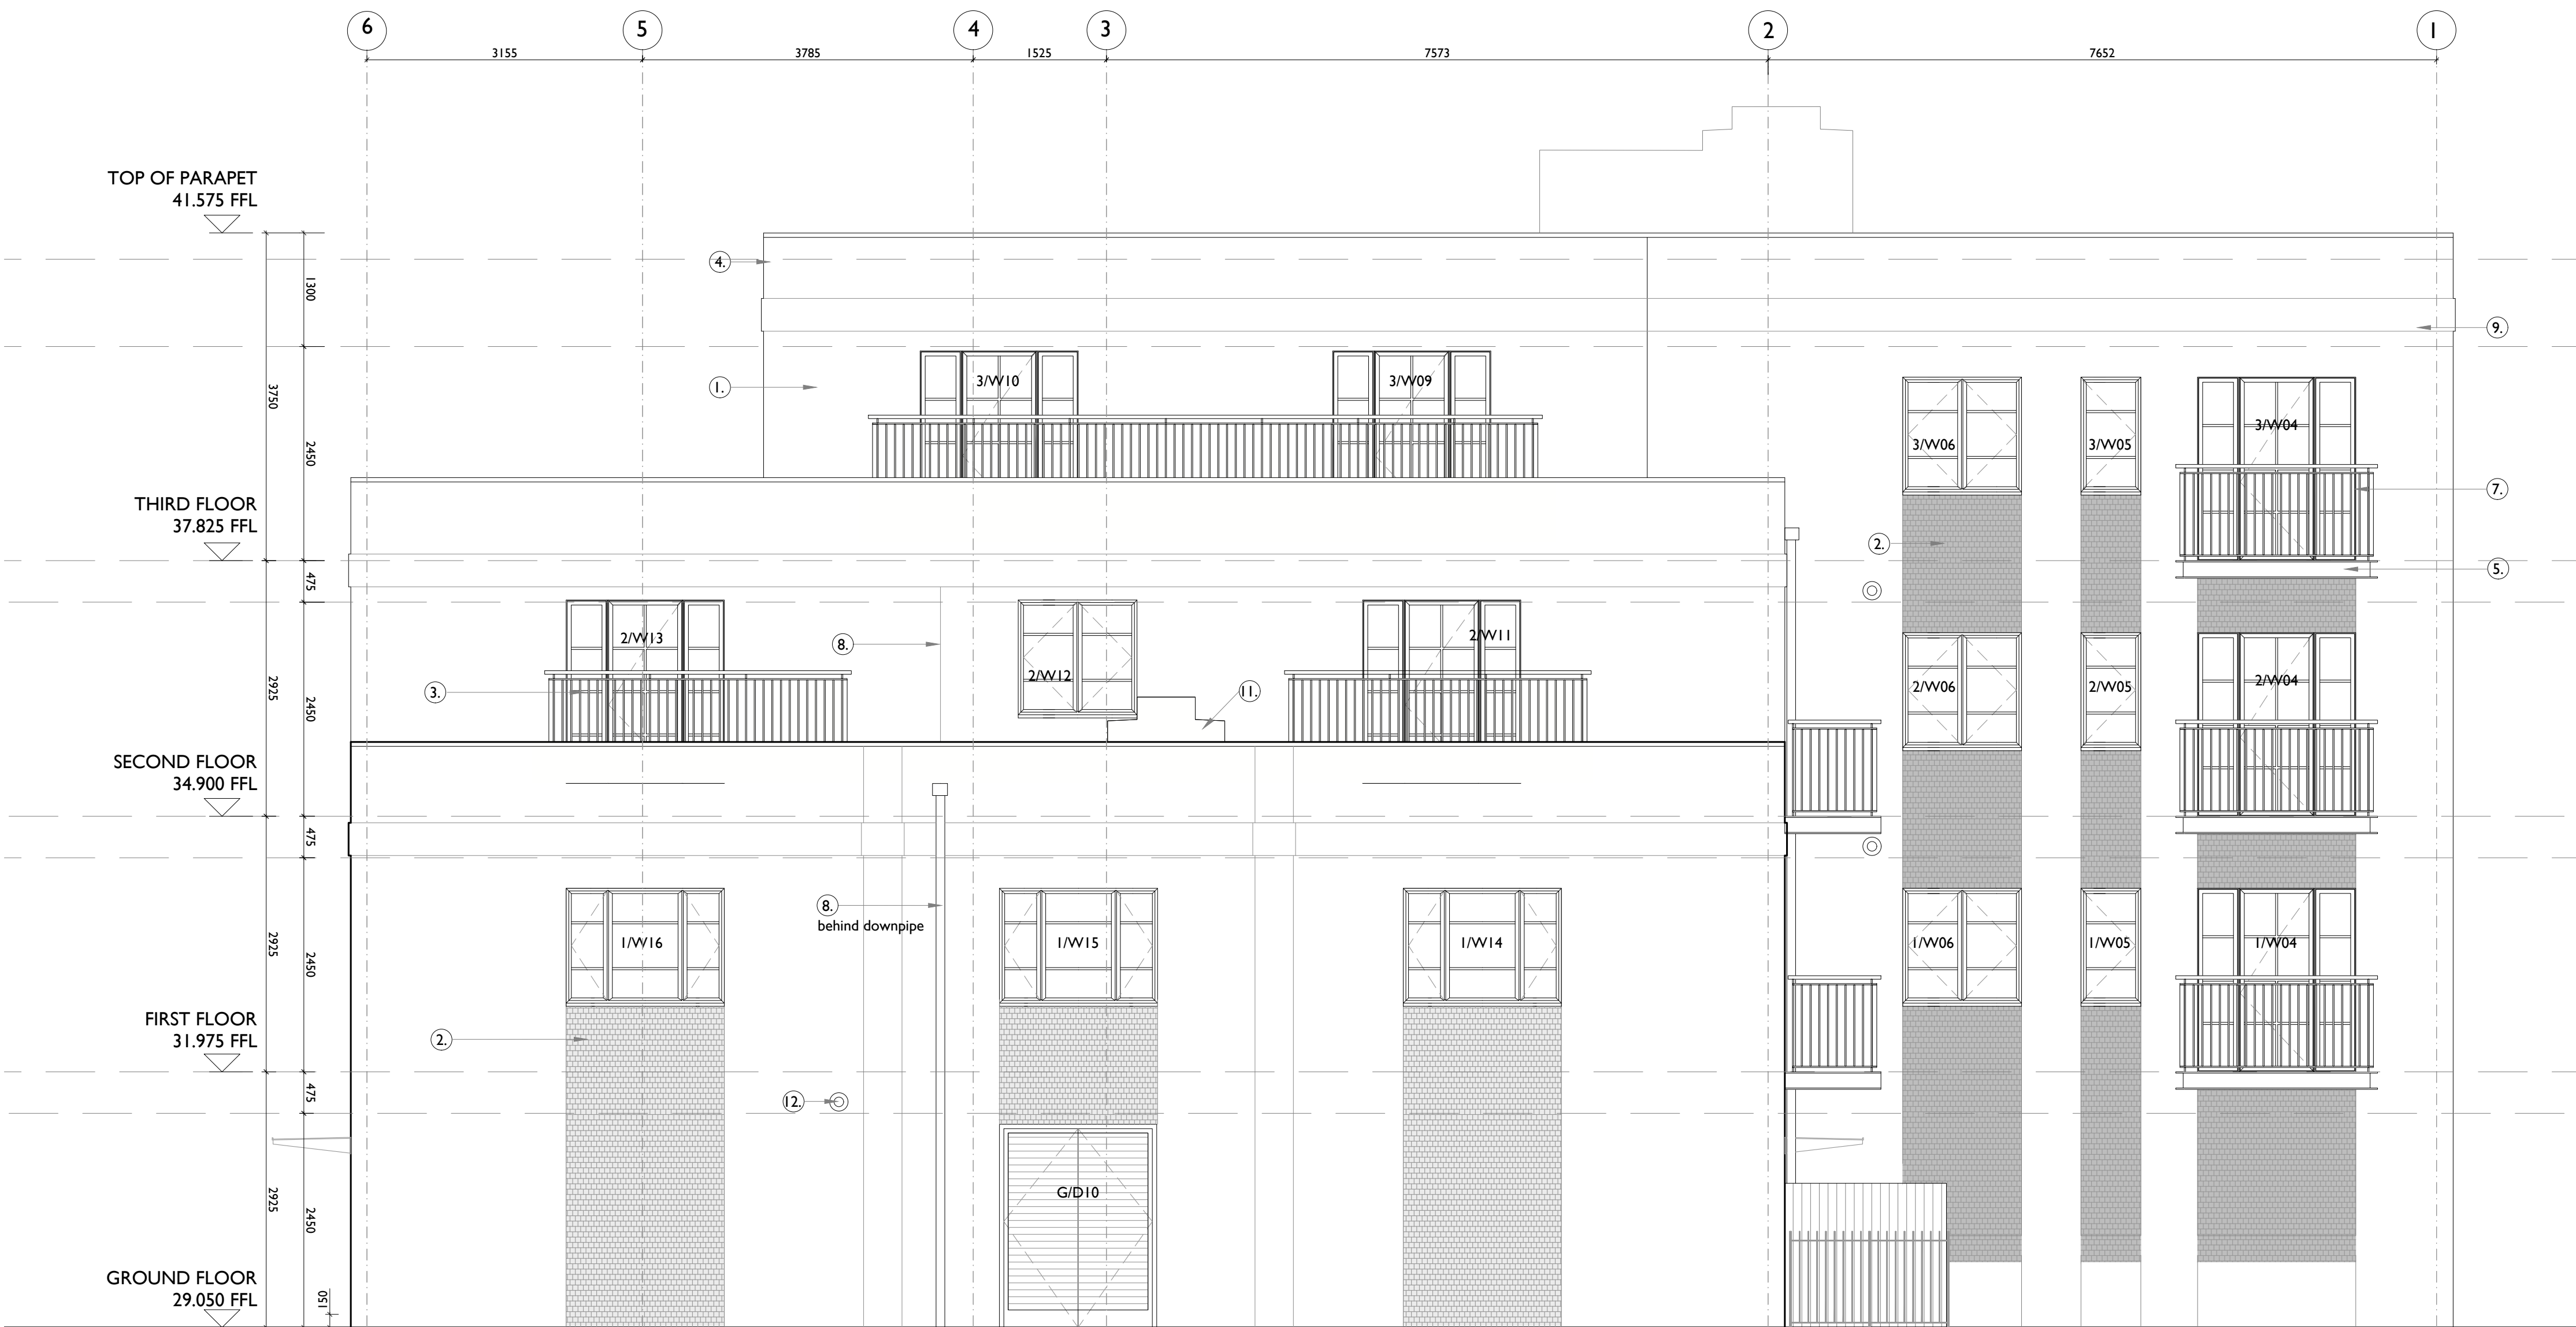 6 5 4 3 2 1
3155 3785 1525 7573 7652
TOP OF PARAPET
41.575 FFL
4.
1300
9.
3/W10 3/W09
1.
3750
3/W04
3/W06 3/W05
2450
7.
THIRD FLOOR
37.825 FFL
2.
5.
475
2/W13 2/W11
8.
2/W12
2/W06 2/W05 2/W04
3.
11.
2925
2450
SECOND FLOOR
34.900 FFL
475
8.
behind downpipe
1/W16 1/W15 1/W14 1/W06 1/W05 1/W04
2925
2450
FIRST FLOOR
31.975 FFL
2.
475
12.
G/D10
2925
2450
GROUND FLOOR
29.050 FFL
150